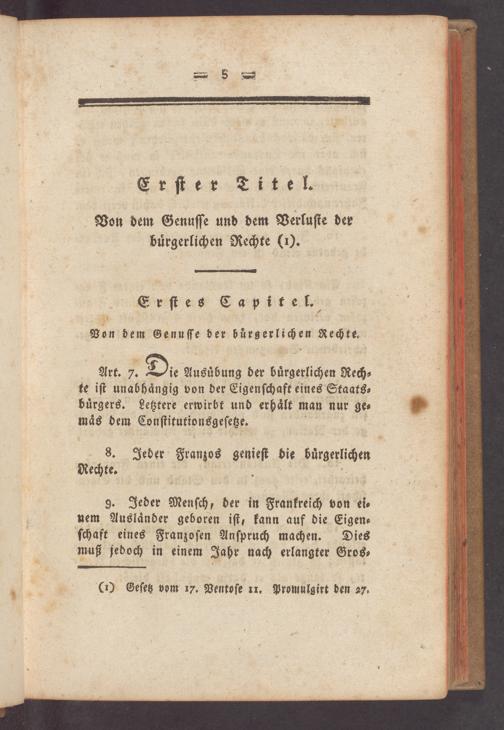 = 5 =
Erster Titel.
Von dem Genusse und dem Verluste der
bürgerlichen Rechte (1).
Erstes Capitel.
Von dem Genusse der bürgerlichen Rechte.
Art. 7. Die Ausübung der bürgerlichen Rech-
te ist unabhängig von der Eigenschaft eines Staats-
bürgers. Letztere erwirbt und erhält man nur ge-
mäs dem Constitutionsgesetze.
8. Jeder Franzos genießt die bürgerlichen
Rechte.
9. Jeder Mensch, der in Frankreich von ei-
nem Ausländer geboren ist, kann auf die Eigen-
schaft eines Franzosen Anspruch machen. Dies
muß jedoch in einem Jahr nach erlangter Gros-
(1) Gesetz vom 17. Ventose 11. Promulgirt den 27.